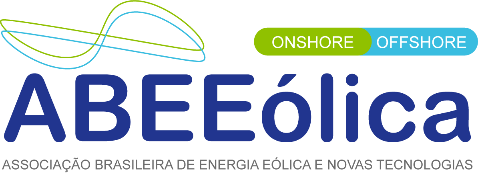 ONSHORE OFFSHORE
ABEEólica
ASSOCIAÇÃO BRASILEIRA DE ENERGIA EÓLICA E NOVAS TECNOLOGIAS